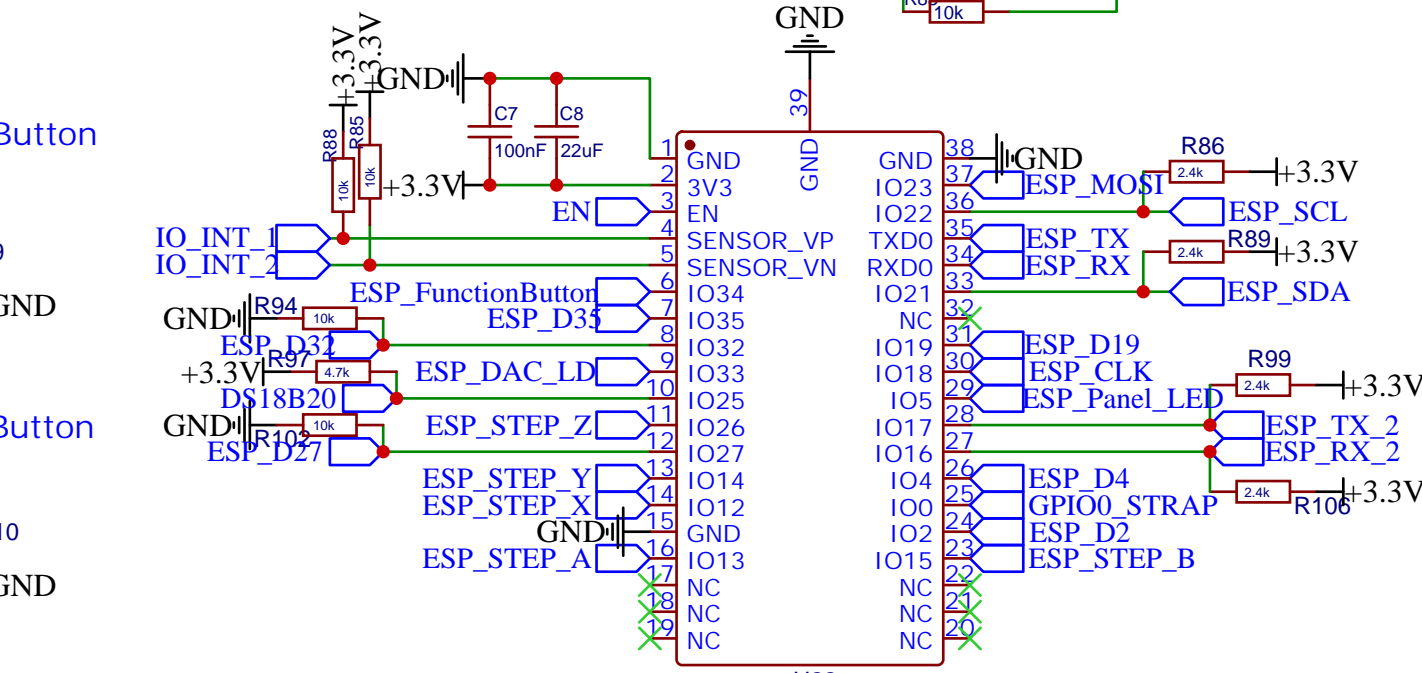 GND
10k
+3.3V
+3.3V
GND
39
Button
R88
R85
C7
C8
100nF
22uF
10k
10k
+3.3V
GND
1
GND
GND
38
GND
R86
2.4k
+3.3V
2
3V3
IO23
37
ESP_MOSI
EN
3
EN
IO22
36
ESP_SCL
IO_INT_1
4
SENSOR_VP
TXD0
35
ESP_TX
R89
2.4k
+3.3V
IO_INT_2
5
SENSOR_VN
RXD0
34
ESP_RX
9
GND
ESP_FunctionButton
6
IO34
IO21
33
ESP_SDA
GND
R94
10k
ESP_D35
7
IO35
NC
32
ESP_D32
8
IO32
IO19
31
ESP_D19
+3.3V
R97
4.7k
ESP_DAC_LD
9
IO33
IO18
30
ESP_CLK
R99
2.4k
+3.3V
DS18B20
10
IO25
IO5
29
ESP_Panel_LED
Button
GND
R102
10k
ESP_STEP_Z
11
IO26
IO17
28
ESP_TX_2
ESP_D27
12
IO27
IO16
27
ESP_RX_2
ESP_STEP_Y
13
IO14
IO4
26
ESP_D4
2.4k
R106
+3.3V
ESP_STEP_X
14
IO12
IO0
25
GPIO0_STRAP
10
GND
GND
15
GND
IO2
24
ESP_D2
ESP_STEP_A
16
IO13
IO15
23
ESP_STEP_B
17
NC
NC
22
18
NC
NC
21
19
NC
NC
20